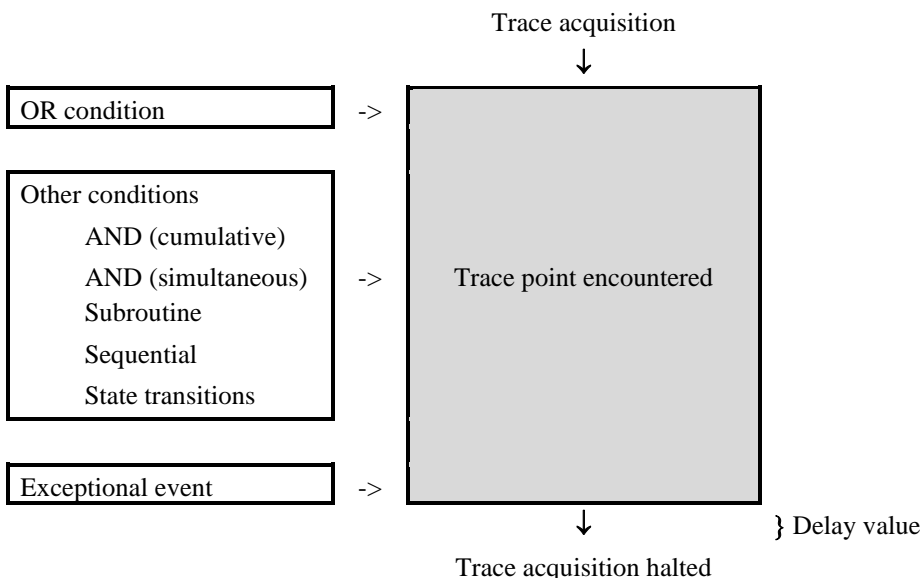 Trace acquisition
↓
OR condition ->
Other conditions
AND (cumulative)
AND (simultaneous) -> Trace point encountered
Subroutine
Sequential
State transitions
Exceptional event ->
↓ } Delay value
Trace acquisition halted